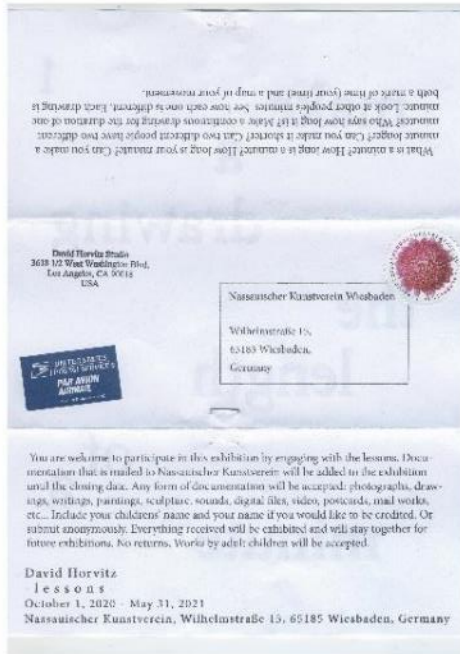 What is a minute? How long is a minute? How long is your minute? Can you make a
minute longer? Can you make it shorter? Can two different people have two different
minutes? Who says how long it is? Make a continuous drawing for the duration of one
minute. Look at other people's minutes. See how each one is different. Each drawing is
both a mark of time (your time) and a map of your movement.
David Horvitz Studio
1/2 West Washington Blvd,
Los Angeles, CA
USA
Nassauischer Kunstverein Wiesbaden
Wilhelmstraße 15,
65185 Wiesbaden,
Germany
UNITED STATES
POSTAL SERVICE
PAR AVION
AIRMAIL
You are welcome to participate in this exhibition by engaging with the lessons. Docu-
mentation that is mailed to Nassauischer Kunstverein will be added to the exhibition
until the closing date. Any form of documentation will be accepted: photographs, draw-
ings, writings, paintings, sculpture, sounds, digital files, video, postcards, mail works,
etc... Include your childrens' name and your name if you would like to be credited. Or
submit anonymously. Everything received will be exhibited and will stay together for
future exhibitions. No returns. Works by adult children will be accepted.
David Horvitz
- lessons
October 1, 2020 - May 31, 2021
Nassauischer Kunstverein, Wilhelmstraße 15, 65185 Wiesbaden, Germany